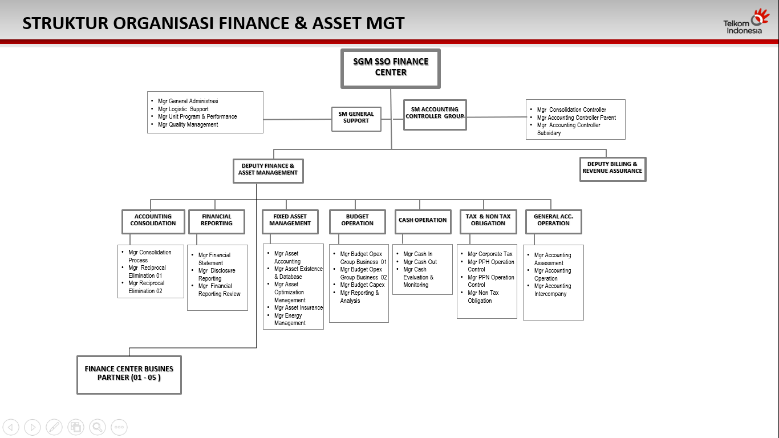 STRUKTUR ORGANISASI FINANCE & ASSET MGT
Telkom
Indonesia
SGM SSO FINANCE
CENTER
• Mgr General Administrasi
• Mgr Logistic Support
• Mgr Unit Program & Performance
• Mgr Quality Management
SM GENERAL
SUPPORT
SM ACCOUNTING
CONTROLLER GROUP
• Mgr Consolidation Controller
• Mgr Accounting Controller Parent
• Mgr Accounting Controller
Subsidary
DEPUTY FINANCE &
ASSET MANAGEMENT
DEPUTY BILLING &
REVENUE ASSURANCE
ACCOUNTING
CONSOLIDATION
• Mgr Consolidation
Process
• Mgr Reciprocal
Elimination 01
• Mgr Reciprocal
Elimination 02
FINANCIAL
REPORTING
• Mgr Financial
Statement
• Mgr Disclosure
Reporting
• Mgr Financial
Reporting Review
FIXED ASSET
MANAGEMENT
• Mgr Asset
Accounting
• Mgr Asset Existence
& Database
• Mgr Asset
Optimization
Management
• Mgr Asset Insurance
• Mgr Energy
Management
BUDGET
OPERATION
• Mgr Budget Opex
Group Business 01
• Mgr Budget Opex
Group Business 02
• Mgr Budget Capex
• Mgr Reporting &
Analysis
CASH OPERATION
• Mgr Cash In
• Mgr Cash Out
• Mgr Cash
Evaluation &
Monitoring
TAX & NON TAX
OBLIGATION
• Mgr Corporate Tax
• Mgr PPH Operation
Control
• Mgr PPN Operation
Control
• Mgr Non Tax
Obligation
GENERAL ACC.
OPERATION
• Mgr Accounting
Assessment
• Mgr Accounting
Operation
• Mgr Accounting
Intercompany
FINANCE CENTER BUSINES
PARTNER (01 - 05 )